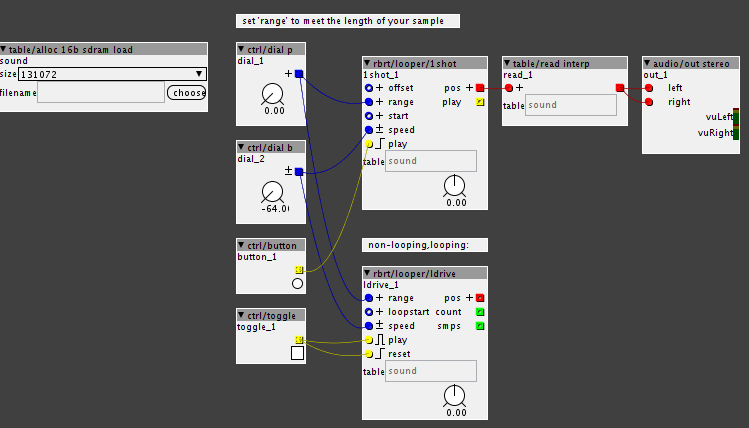 set 'range' to meet the length of your sample
table/alloc 16b sdram load
sound
size 131072
filename choose
ctrl/dial p
dial_1
+
0.00
ctrl/dial b
dial_2
±
-64.0
ctrl/button
button_1
ctrl/toggle
toggle_1
rbrt/looper/1shot
1shot_1
+ offset pos +
+ range play
+ start
± speed
play
table sound
0.00
table/read interp
read_1
+
table sound
audio/out stereo
out_1
left
right
vuLeft
vuRight
non-looping,looping:
rbrt/looper/ldrive
ldrive_1
+ range pos +
+ loopstart count
± speed smps
play
reset
table sound
0.00